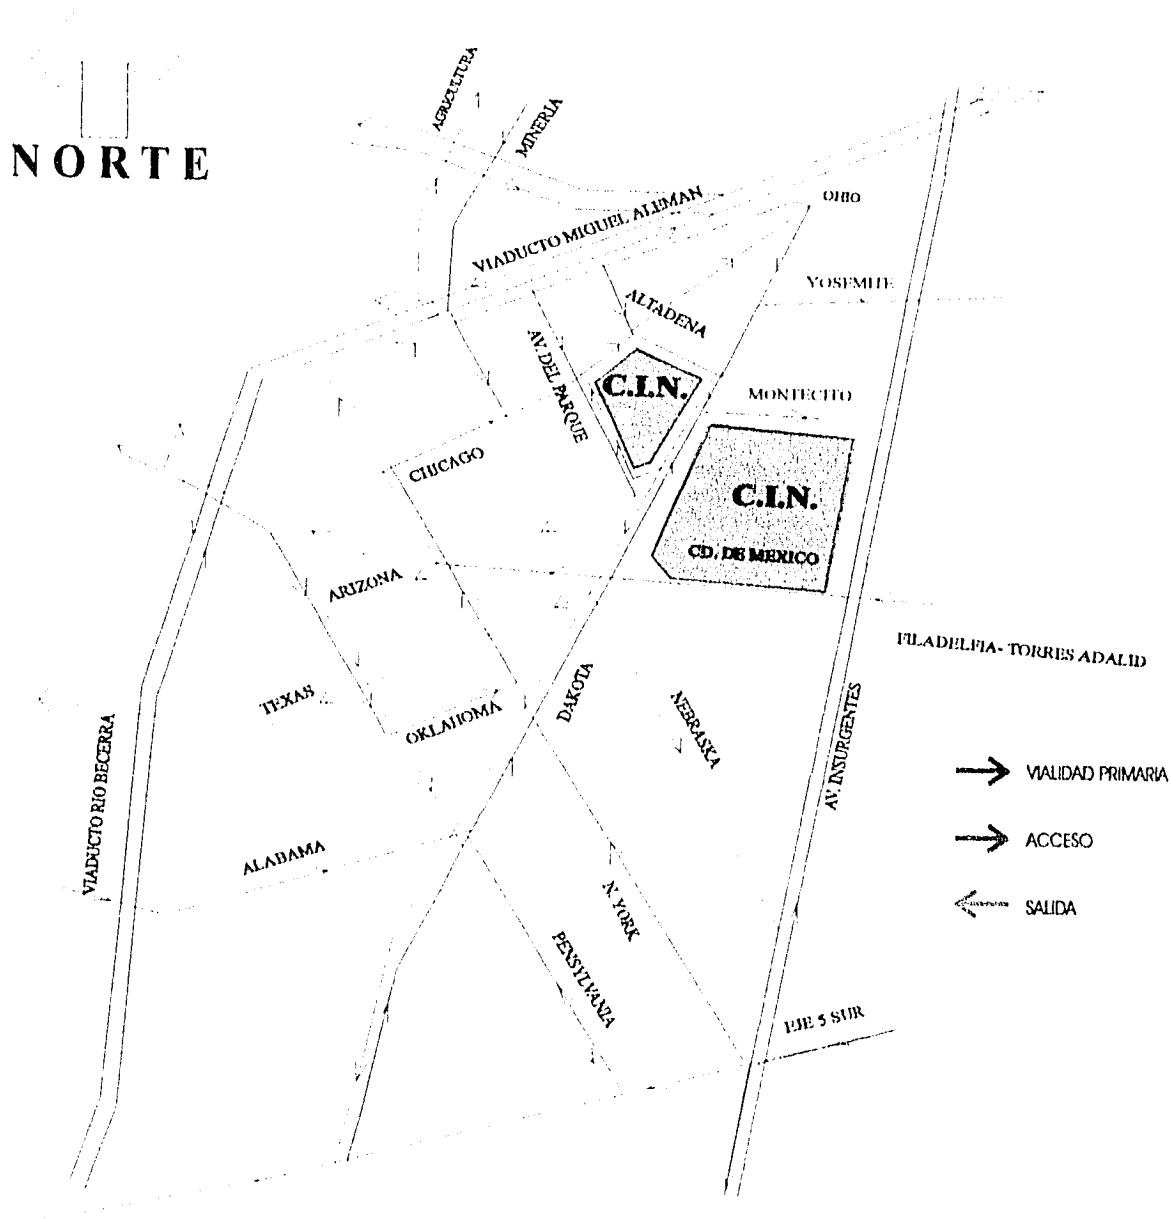 NORTE
AGRICULTURA
MINERIA
OHIO
VIADUCTO MIGUEL ALEMAN
YOSEMITE
ALTADENA
AV. DEL PARQUE
C.I.N.
MONTECITO
CHICAGO
C.I.N.
CD. DE MEXICO
ARIZONA
FILADELFIA- TORRES ADALID
TEXAS
OKLAHOMA
DAKOTA
NEBRASKA
AV. INSURGENTES
VIADUCTO RIO BECERRA
VIALIDAD PRIMARIA
ACCESO
ALABAMA
SALIDA
N. YORK
PENSYLVANIA
EJE 5 SUR